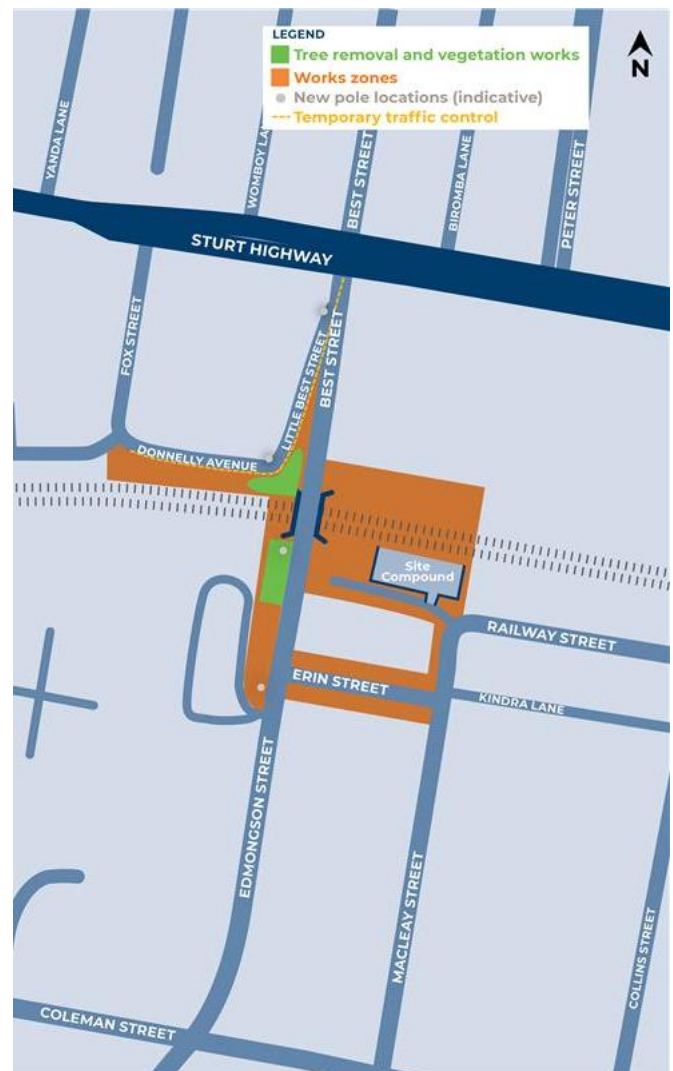 LEGEND
Tree removal and vegetation works
Works zones
New pole locations (indicative)
Temporary traffic control
N
YANDA LANE
WOMBOY LA
BEST STREET
BIROMBA LANE
PETER STREET
STURT HIGHWAY
FOX STREET
LITTLE BEST STREET
BEST STREET
DONNELLY AVENUE
Site
Compound
RAILWAY STREET
ERIN STREET
KINDRA LANE
EDMONGSON STREET
MACLEAY STREET
COLLINS STREET
COLEMAN STREET